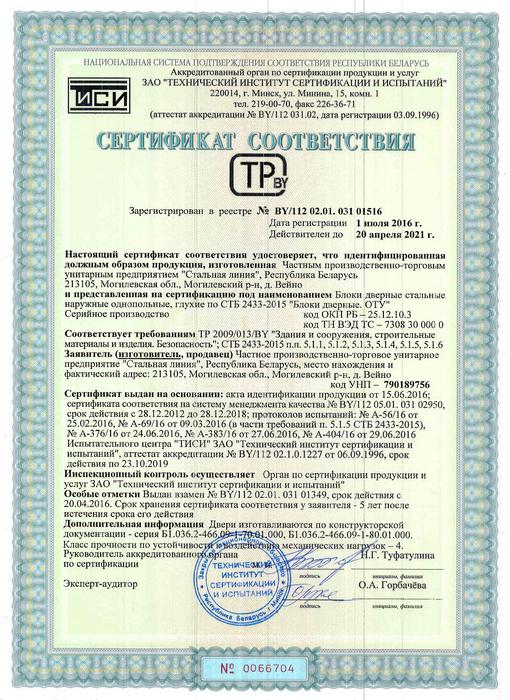 НАЦИОНАЛЬНАЯ СИСТЕМА ПОДТВЕРЖДЕНИЯ СООТВЕТСТВИЯ РЕСПУБЛИКИ БЕЛАРУСЬ
Аккредитованный орган по сертификации продукции и услуг
ЗАО "ТЕХНИЧЕСКИЙ ИНСТИТУТ СЕРТИФИКАЦИИ И ИСПЫТАНИЙ"
220014, г. Минск, ул. Минина, 15, комн. 1
тел. 219-00-70, факс 226-36-71
(аттестат аккредитации № BY/112 031.02, дата регистрации 03.09.1996)
ТИСИ
СЕРТИФИКАТ СООТВЕТСТВИЯ
ТР BY
Зарегистрирован в реестре № BY/112 02.01. 031 01516
Дата регистрации 1 июля 2016 г.
Действителен до 20 апреля 2021 г.
Настоящий сертификат соответствия удостоверяет, что идентифицированная
должным образом продукция, изготовленная Частным производственно-торговым
унитарным предприятием "Стальная линия", Республика Беларусь
213105, Могилевская обл., Могилевский р-н, д. Вейно
и представленная на сертификацию под наименованием Блоки дверные стальные
наружные однопольные, глухие по СТБ 2433-2015 "Блоки дверные. ОТУ"
Серийное производство код ОКП РБ – 25.12.10.3
код ТН ВЭД ТС – 7308 30 000 0
Соответствует требованиям ТР 2009/013/BY "Здания и сооружения, строительные
материалы и изделия. Безопасность"; СТБ 2433-2015 п.п. 5.1.1, 5.1.2, 5.1.3, 5.1.4, 5.1.5, 5.1.6
Заявитель (изготовитель, продавец) Частное производственно-торговое унитарное
предприятие "Стальная линия", Республика Беларусь, место нахождения и
фактический адрес: 213105, Могилевская обл., Могилевский р-н, д. Вейно
код УНП – 790189756
Сертификат выдан на основании: акта идентификации продукции от 15.06.2016;
сертификата соответствия на систему менеджмента качества № BY/112 05.01. 031 02950,
срок действия с 28.12.2012 до 28.12.2018; протоколов испытаний: № А-56/16 от
25.02.2016, № А-69/16 от 09.03.2016 (в части требований п. 5.1.5 СТБ 2433-2015),
№ А-376/16 от 24.06.2016, № А-383/16 от 27.06.2016, № А-404/16 от 29.06.2016
Испытательного центра "ТИСИ" ЗАО "Технический институт сертификации и
испытаний", аттестат аккредитации № BY/112 02.1.0.1227 от 06.09.1996, срок
действия до 23.10.2019
Инспекционный контроль осуществляет Орган по сертификации продукции и
услуг ЗАО "Технический институт сертификации и испытаний"
Особые отметки Выдан взамен № BY/112 02.01. 031 01349, срок действия с
20.04.2016. Срок хранения сертификата соответствия у заявителя - 5 лет после
истечения срока его действия
Дополнительная информация Двери изготавливаются по конструкторской
документации - серия Б1.036.2-466.09-1-70.01.000, Б1.036.2-466.09-1-80.01.000.
Класс прочности по устойчивости к воздействию механических нагрузок – 4.
Руководитель аккредитованного органа
по сертификации
Н.Г. Туфатулина
подпись инициалы, фамилия
Эксперт-аудитор
О.А. Горбачёва
подпись инициалы, фамилия
ТЕХНИЧЕСКИЙ
ИНСТИТУТ
СЕРТИФИКАЦИИ
И ИСПЫТАНИЙ
Республика Беларусь г. Минск
№ 0066704